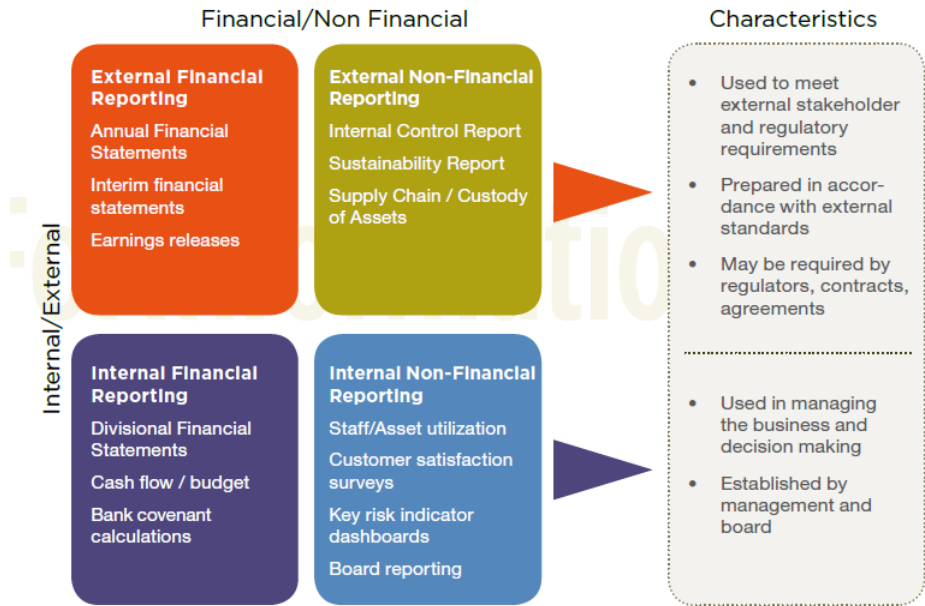 Financial/Non Financial
Characteristics
Internal/External
External Financial
Reporting
Annual Financial
Statements
Interim financial
statements
Earnings releases
External Non-Financial
Reporting
Internal Control Report
Sustainability Report
Supply Chain / Custody
of Assets
• Used to meet
external stakeholder
and regulatory
requirements
• Prepared in accor-
dance with external
standards
• May be required by
regulators, contracts,
agreements
Internal Financial
Reporting
Divisional Financial
Statements
Cash flow / budget
Bank covenant
calculations
Internal Non-Financial
Reporting
Staff/Asset utilization
Customer satisfaction
surveys
Key risk indicator
dashboards
Board reporting
• Used in managing
the business and
decision making
• Established by
management and
board